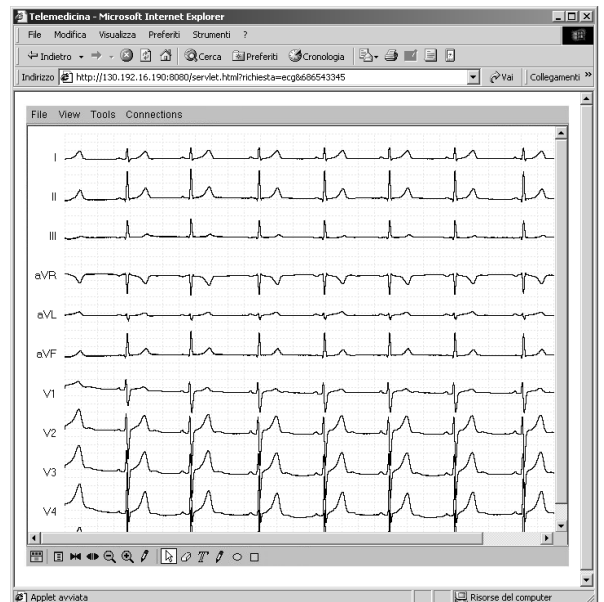 Telemedicina - Microsoft Internet Explorer
File Modifica Visualizza Preferiti Strumenti ?
Indietro Cerca Preferiti Cronologia
Indirizzo http://130.192.16.190:8080/servlet.html?richiesta=ecg&686543345 Vai Collegamenti »
File View Tools Connections
I
II
III
aVR
aVL
aVF
V1
V2
V3
V4
T
Applet avviata Risorse del computer